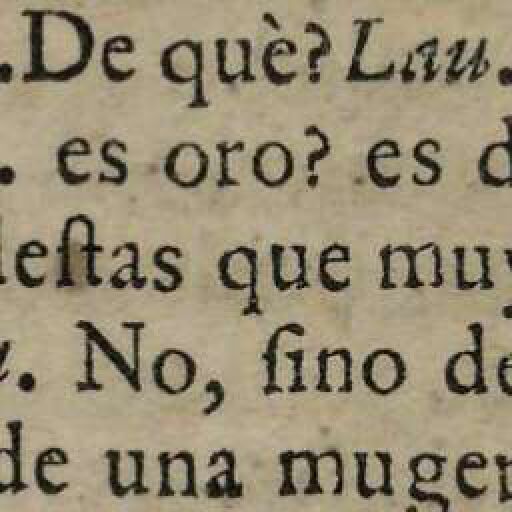 .De què? Lau.
. es oro? es d
leſtas que muy
. No, ſino de
de una muger